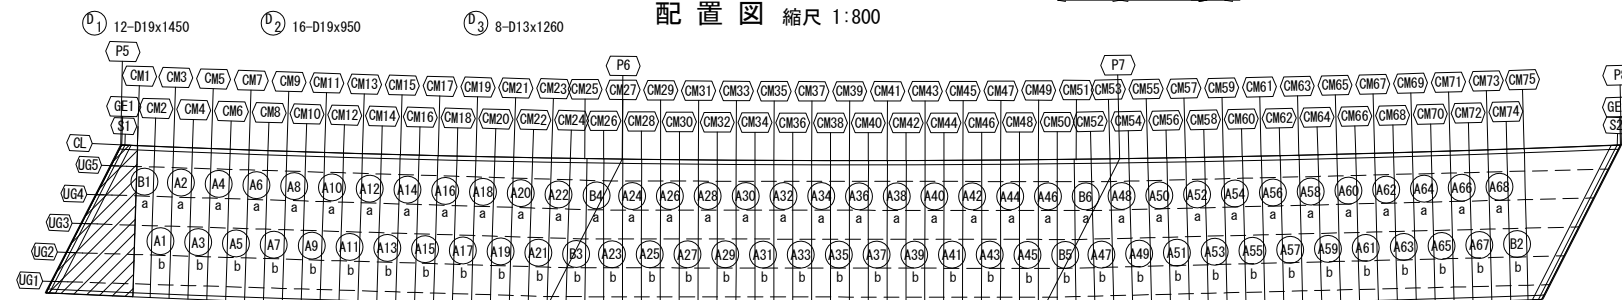 D1 12-D19x1450 D2 16-D19x950 D3 8-D13x1260 配置図 縮尺 1:800
P5 P6 P7
CM1 CM3 CM5 CM7 CM9 CM11 CM13 CM15 CM17 CM19 CM21 CM23 CM25 CM27 CM29 CM31 CM33 CM35 CM37 CM39 CM41 CM43 CM45 CM47 CM49 CM51 CM53 CM55 CM57 CM59 CM61 CM63 CM65 CM67 CM69 CM71 CM73 CM75
GE1 CM2 CM4 CM6 CM8 CM10 CM12 CM14 CM16 CM18 CM20 CM22 CM24 CM26 CM28 CM30 CM32 CM34 CM36 CM38 CM40 CM42 CM44 CM46 CM48 CM50 CM52 CM54 CM56 CM58 CM60 CM62 CM64 CM66 CM68 CM70 CM72 CM74
S1
CL
UG5
UG4 B1 A2 A4 A6 A8 A10 A12 A14 A16 A18 A20 A22 B4 A24 A26 A28 A30 A32 A34 A36 A38 A40 A42 A44 A46 B6 A48 A50 A52 A54 A56 A58 A60 A62 A64 A66 A68
a a a a a a a a a a a a a a a a a a a a a a a a a a a a a a a a a a a a a
UG3
UG2 A1 A3 A5 A7 A9 A11 A13 A15 A17 A19 A21 B3 A23 A25 A27 A29 A31 A33 A35 A37 A39 A41 A43 A45 B5 A47 A49 A51 A53 A55 A57 A59 A61 A63 A65 A67 B2
b b b b b b b b b b b b b b b b b b b b b b b b b b b b b b b b b b b b b
UG1